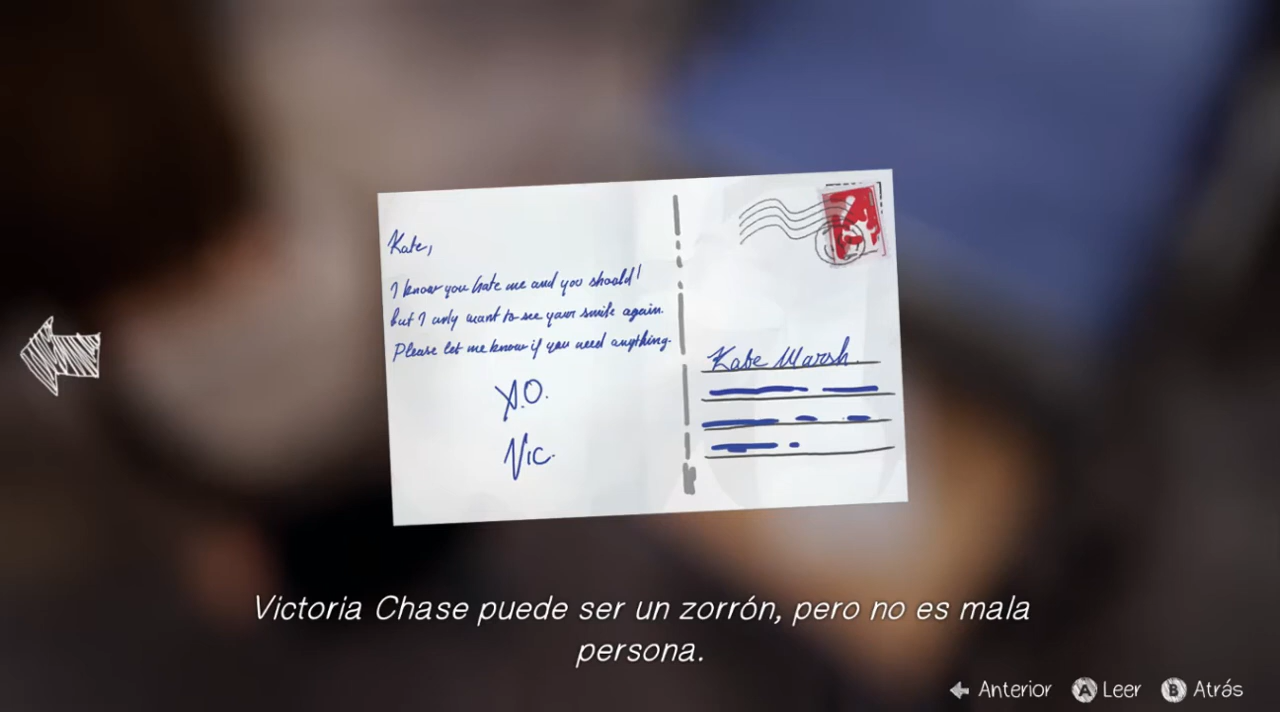 Kate,
I know you hate me and you should!
but I only want to see your smile again.
Please let me know if you need anything.
X.O.
Vic.
Kate Marsh
Victoria Chase puede ser un zorrón, pero no es mala
persona.
Anterior A Leer B Atrás